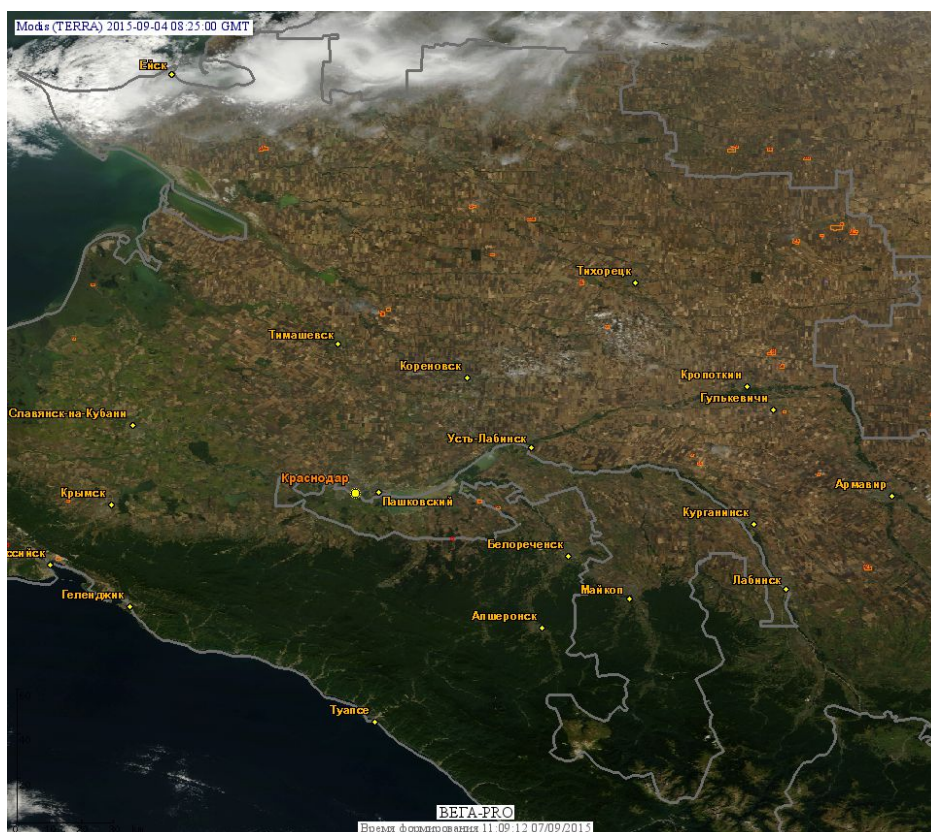 Modis (TERRA) 2015-09-04 08:25:00 GMT
Ейск
Тихорецк
Тимашевск
Кореновск
Кропоткин
Гулькевичи
Славянск-на-Кубани
Усть-Лабинск
Краснодар
Армавир
Крымск
Пашковский
Курганинск
ссийск
Белореченск
Геленджик
Майкоп
Лабинск
Апшеронск
Туапсе
ВЕГА-PRO
Время формирования 11:09:12 07/09/2015